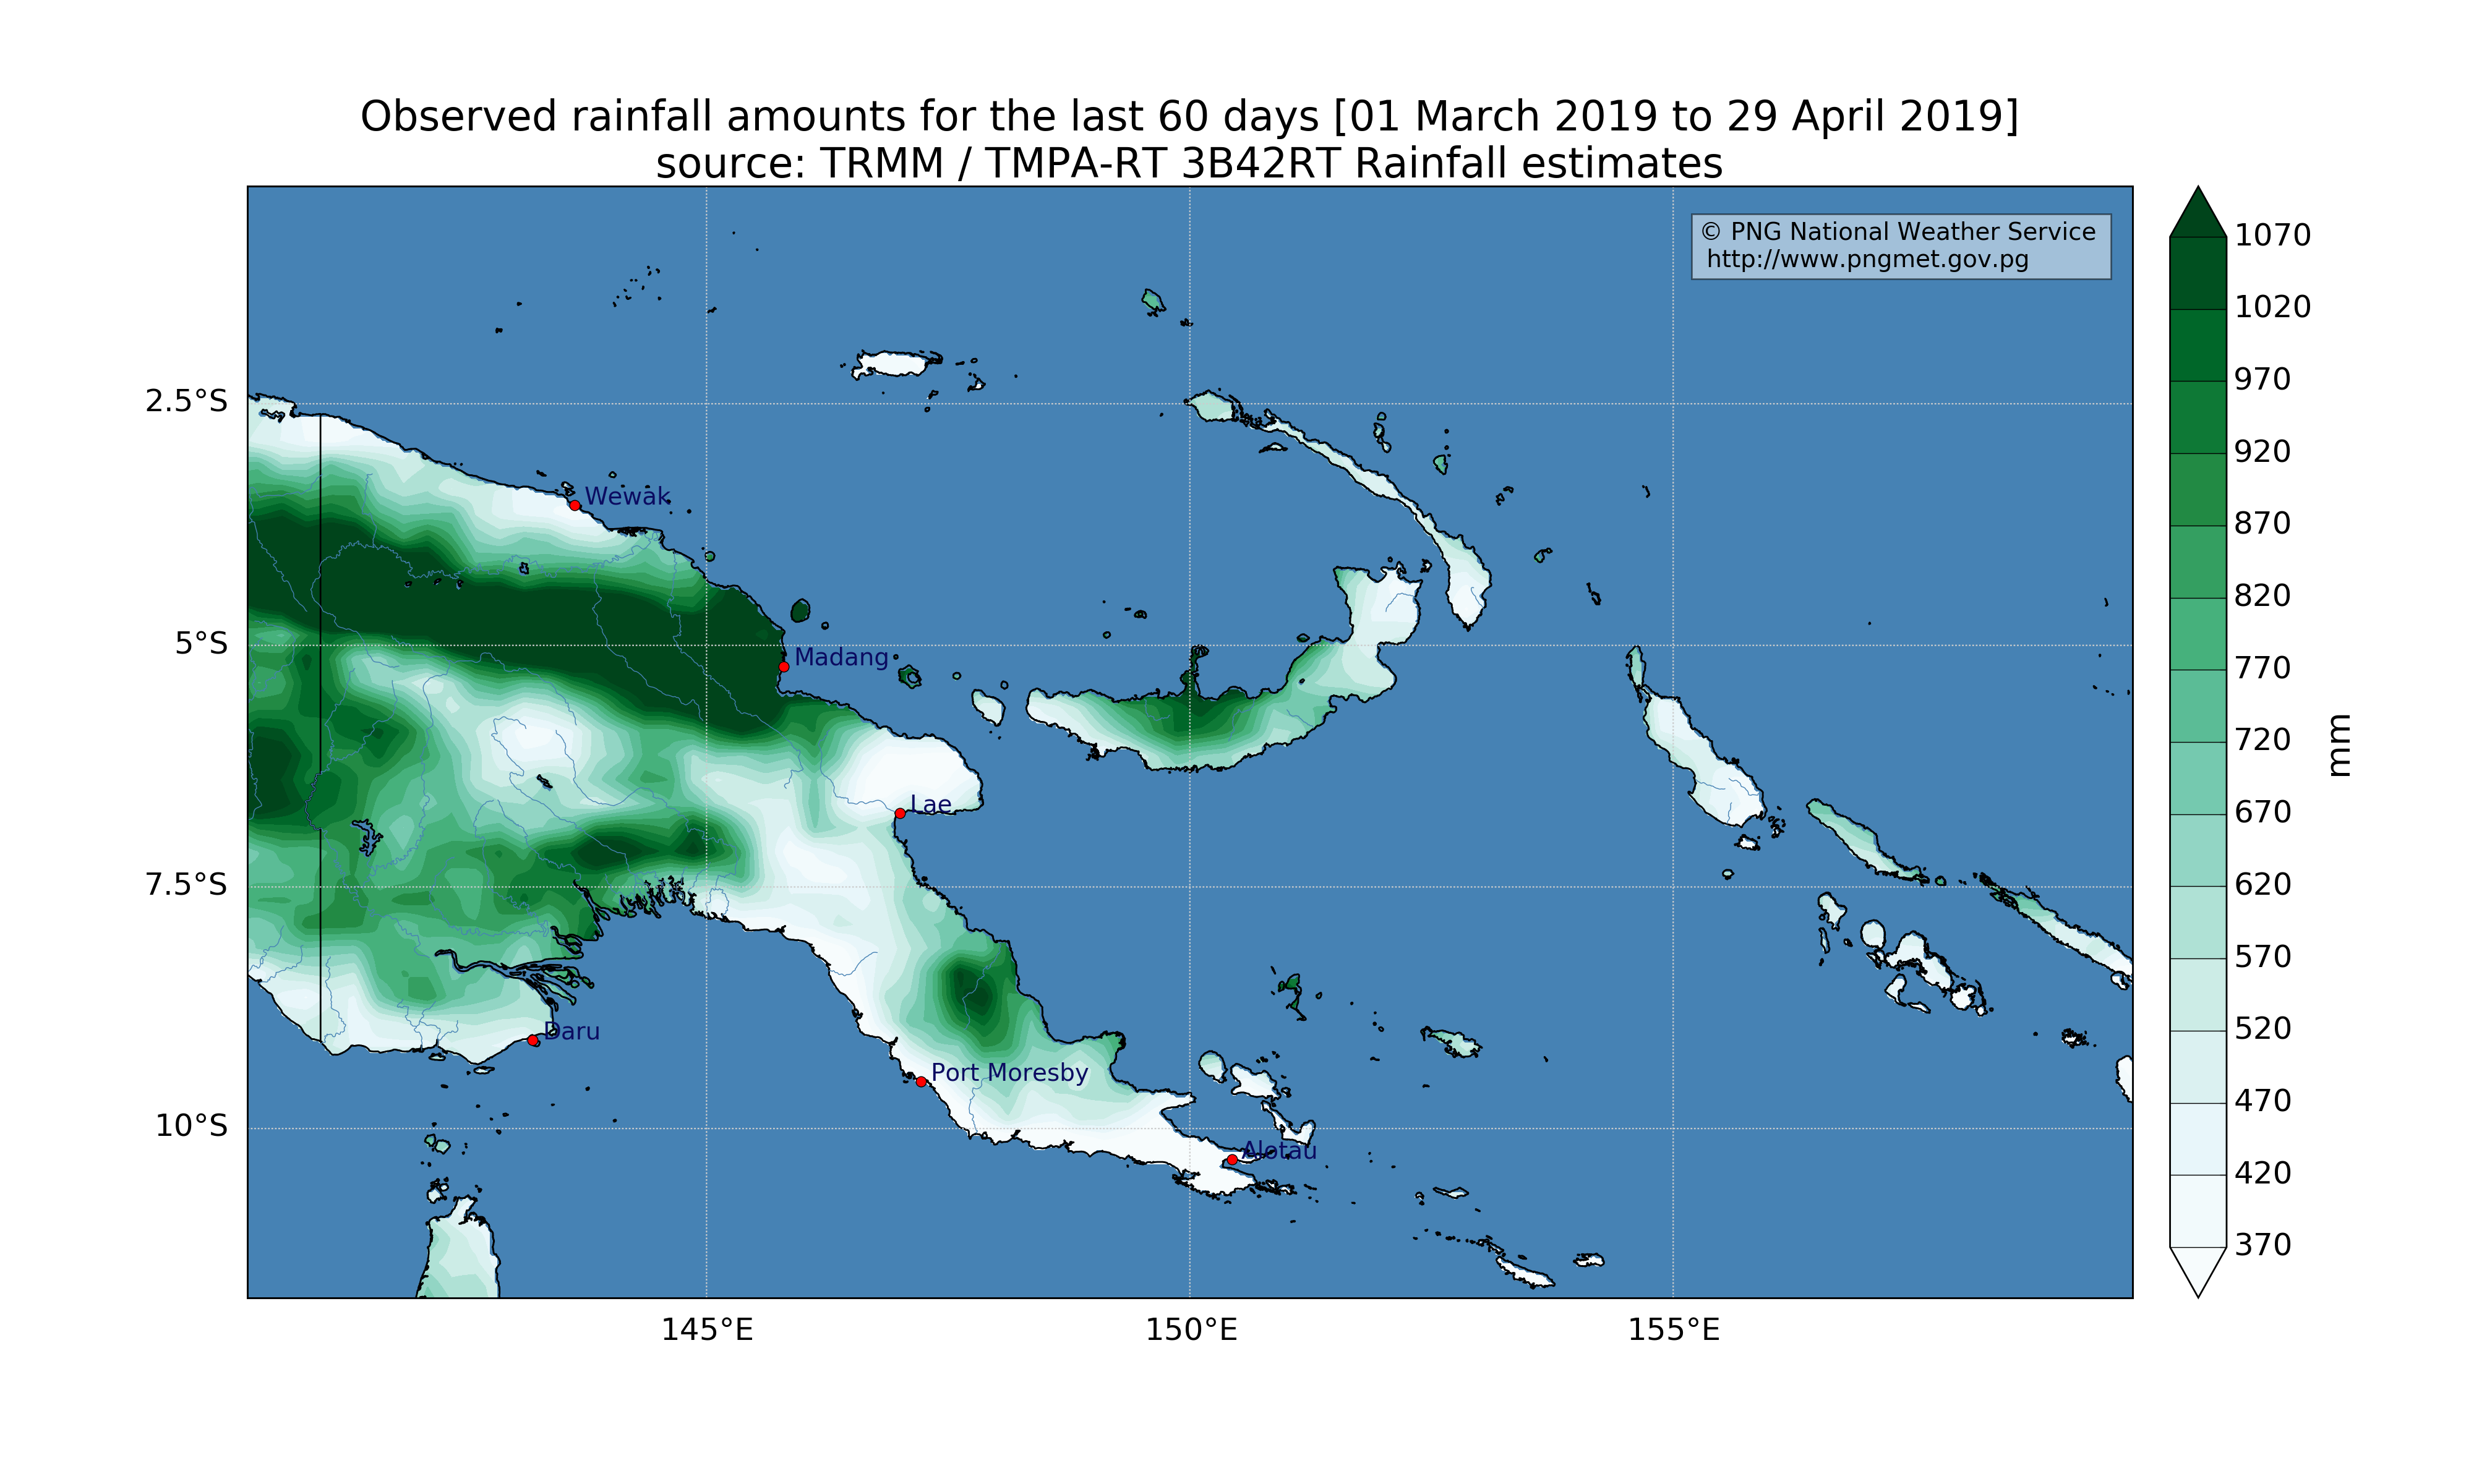 Observed rainfall amounts for the last 60 days [01 March 2019 to 29 April 2019]
source: TRMM / TMPA-RT 3B42RT Rainfall estimates
© PNG National Weather Service
http://www.pngmet.gov.pg
1070
1020
970
920
870
820
770
720
670
620
570
520
470
420
370
mm
2.5°S
5°S
7.5°S
10°S
Wewak
Madang
Lae
Daru
Port Moresby
Alotau
145°E
150°E
155°E